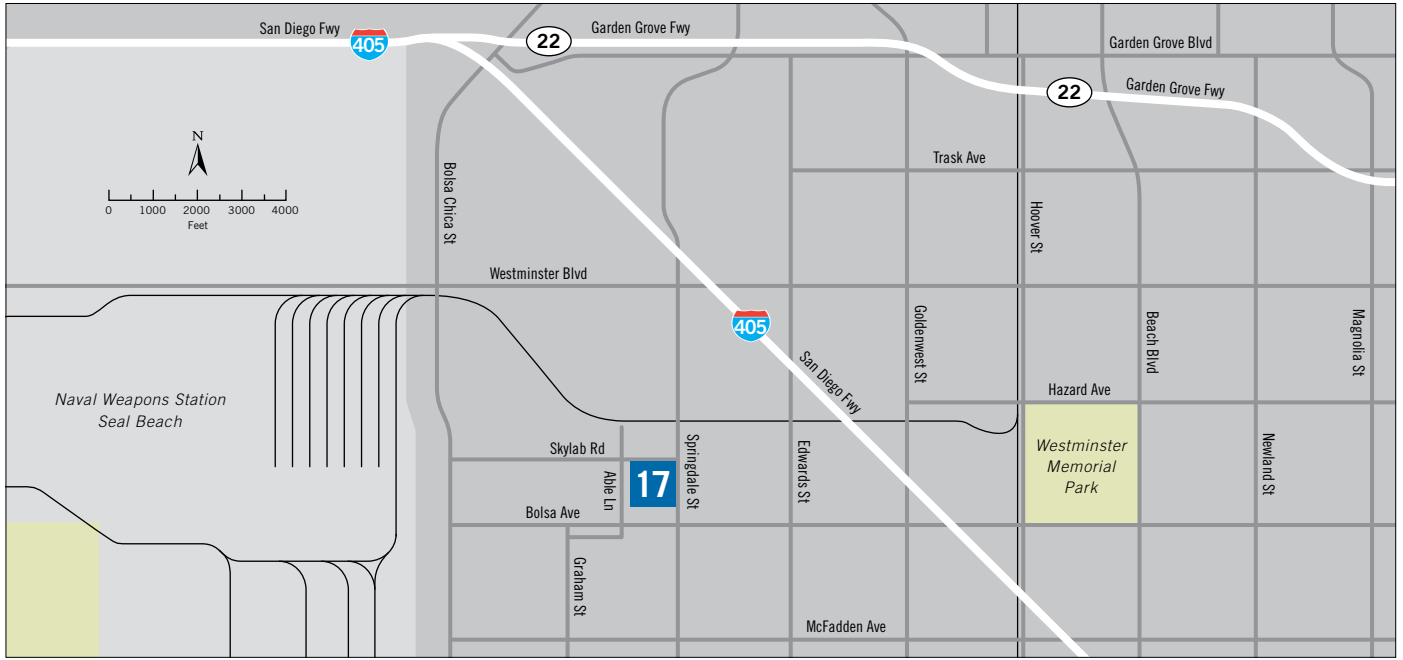 San Diego Fwy
405
22
Garden Grove Fwy
Garden Grove Blvd
22
Garden Grove Fwy
N
0 1000 2000 3000 4000
Feet
Bolsa Chica St
Trask Ave
Hoover St
Westminster Blvd
405
San Diego Fwy
Goldenwest St
Beach Blvd
Magnolia St
Naval Weapons Station
Seal Beach
Hazard Ave
Skylab Rd
Able Ln
17
Springdale St
Edwards St
Westminster
Memorial
Park
Newland St
Bolsa Ave
Graham St
McFadden Ave